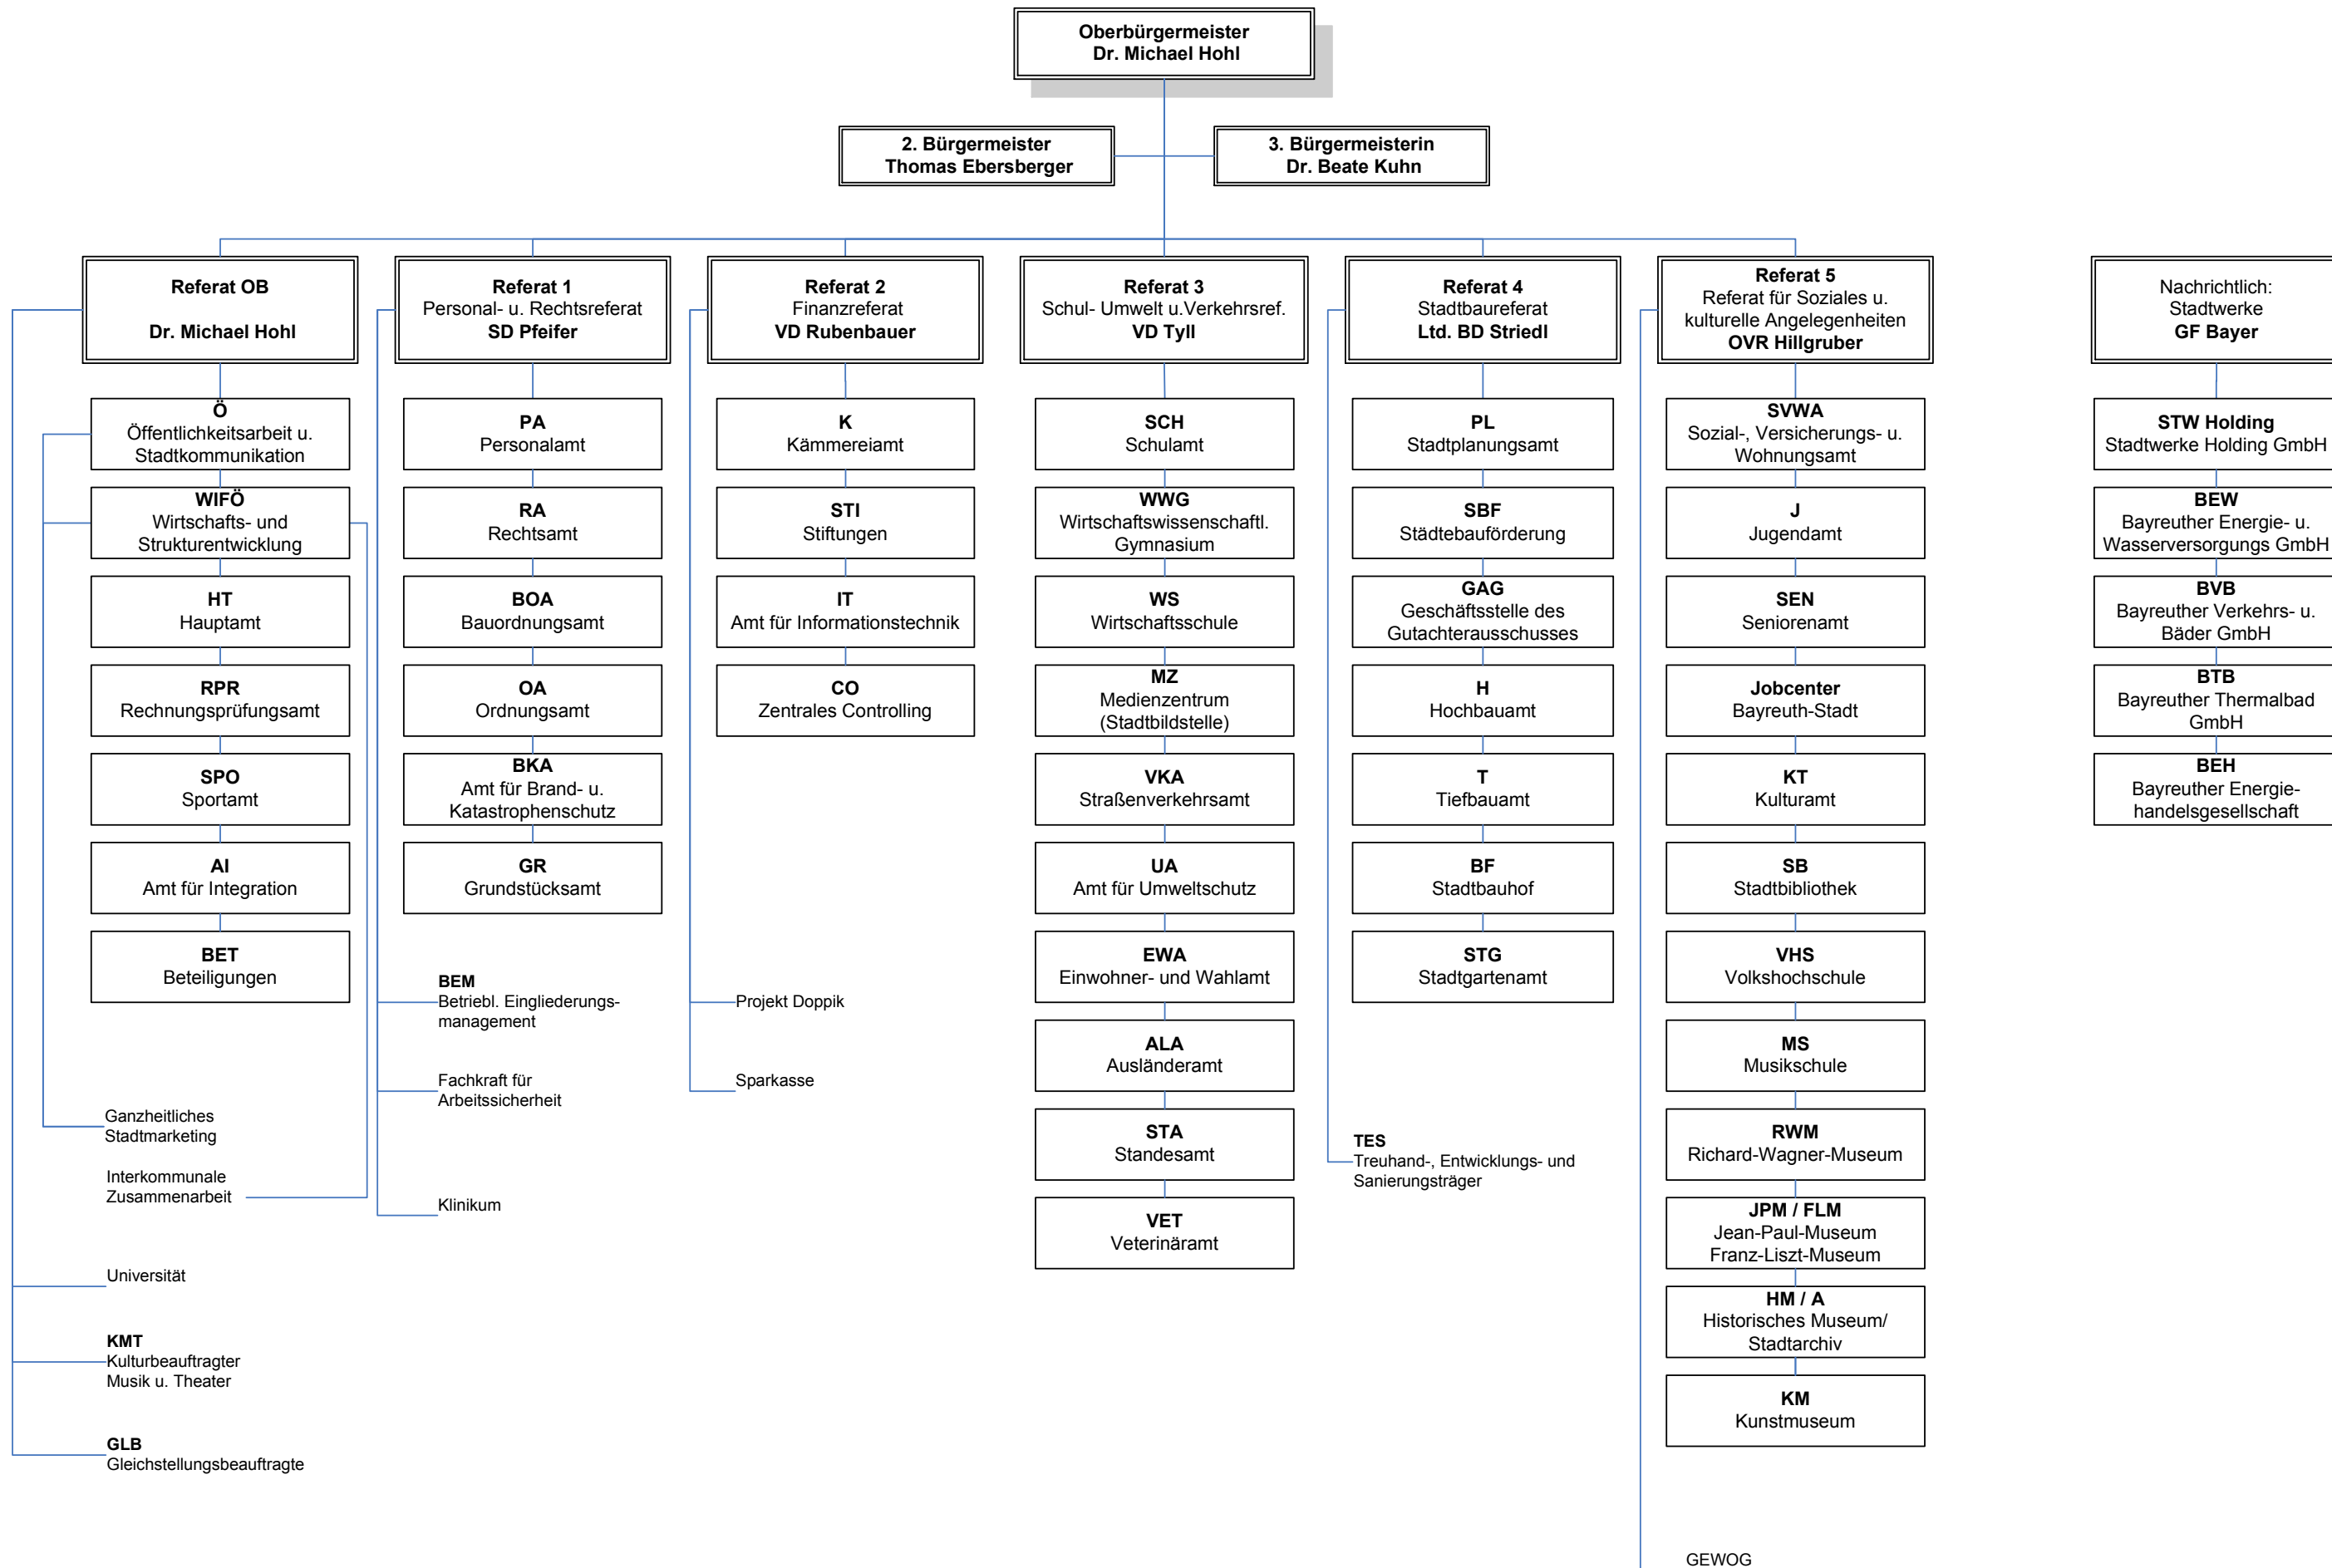 Oberbürgermeister
Dr. Michael Hohl
2. Bürgermeister
Thomas Ebersberger
3. Bürgermeisterin
Dr. Beate Kuhn
Referat OB
Dr. Michael Hohl
Ö
Öffentlichkeitsarbeit u.
Stadtkommunikation
WIFÖ
Wirtschafts- und
Strukturentwicklung
HT
Hauptamt
RPR
Rechnungsprüfungsamt
SPO
Sportamt
AI
Amt für Integration
BET
Beteiligungen
Ganzheitliches
Stadtmarketing
Interkommunale
Zusammenarbeit
Universität
KMT
Kulturbeauftragter
Musik u. Theater
GLB
Gleichstellungsbeauftragte
Referat 1
Personal- u. Rechtsreferat
SD Pfeifer
PA
Personalamt
RA
Rechtsamt
BOA
Bauordnungsamt
OA
Ordnungsamt
BKA
Amt für Brand- u.
Katastrophenschutz
GR
Grundstücksamt
BEM
Betriebl. Eingliederungs-
management
Fachkraft für
Arbeitssicherheit
Klinikum
Referat 2
Finanzreferat
VD Rubenbauer
K
Kämmereiamt
STI
Stiftungen
IT
Amt für Informationstechnik
CO
Zentrales Controlling
Projekt Doppik
Sparkasse
Referat 3
Schul- Umwelt u.Verkehrsref.
VD Tyll
SCH
Schulamt
WWG
Wirtschaftswissenschaftl.
Gymnasium
WS
Wirtschaftsschule
MZ
Medienzentrum
(Stadtbildstelle)
VKA
Straßenverkehrsamt
UA
Amt für Umweltschutz
EWA
Einwohner- und Wahlamt
ALA
Ausländeramt
STA
Standesamt
VET
Veterinäramt
Referat 4
Stadtbaureferat
Ltd. BD Striedl
PL
Stadtplanungsamt
SBF
Städtebauförderung
GAG
Geschäftsstelle des
Gutachterausschusses
H
Hochbauamt
T
Tiefbauamt
BF
Stadtbauhof
STG
Stadtgartenamt
TES
Treuhand-, Entwicklungs- und
Sanierungsträger
Referat 5
Referat für Soziales u.
kulturelle Angelegenheiten
OVR Hillgruber
SVWA
Sozial-, Versicherungs- u.
Wohnungsamt
J
Jugendamt
SEN
Seniorenamt
Jobcenter
Bayreuth-Stadt
KT
Kulturamt
SB
Stadtbibliothek
VHS
Volkshochschule
MS
Musikschule
RWM
Richard-Wagner-Museum
JPM / FLM
Jean-Paul-Museum
Franz-Liszt-Museum
HM / A
Historisches Museum/
Stadtarchiv
KM
Kunstmuseum
GEWOG
Nachrichtlich:
Stadtwerke
GF Bayer
STW Holding
Stadtwerke Holding GmbH
BEW
Bayreuther Energie- u.
Wasserversorgungs GmbH
BVB
Bayreuther Verkehrs- u.
Bäder GmbH
BTB
Bayreuther Thermalbad
GmbH
BEH
Bayreuther Energie-
handelsgesellschaft